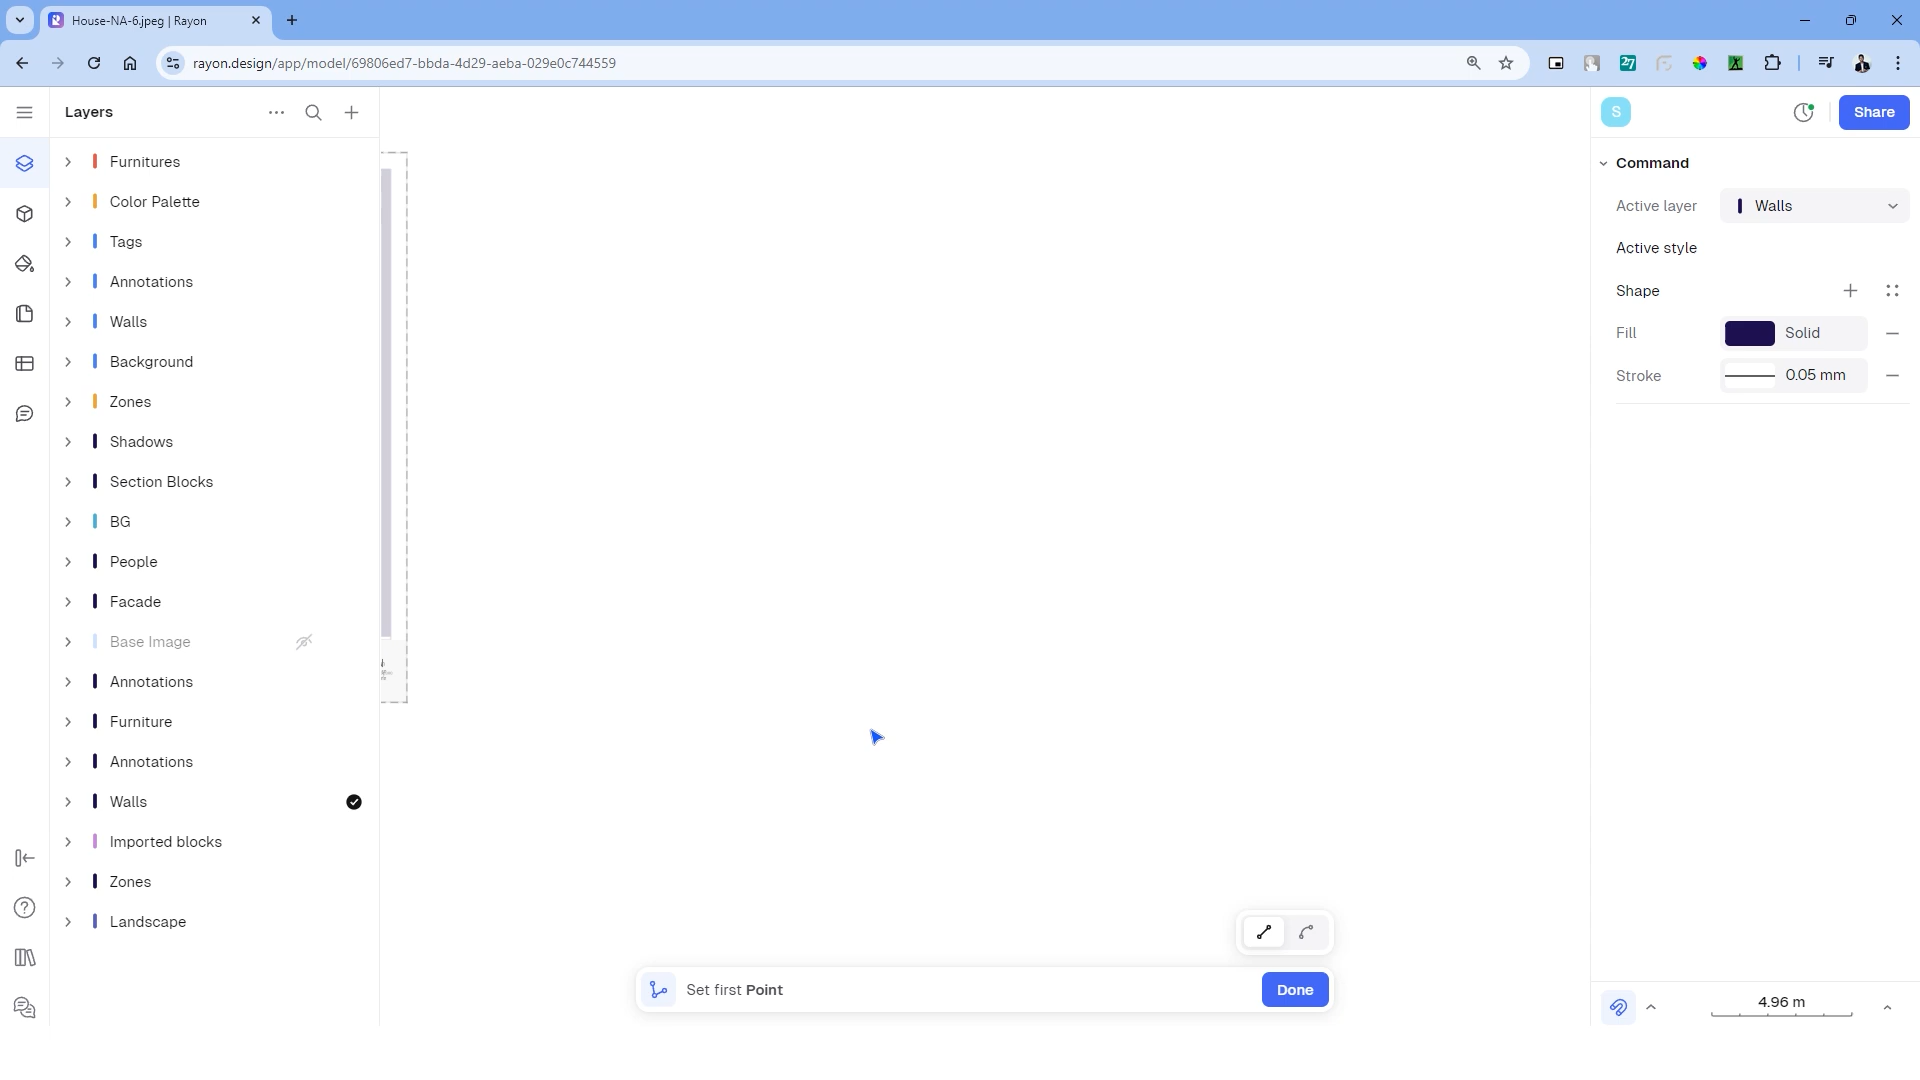 House-NA-6.jpeg | Rayon
rayon.design/app/model/69806ed7-bbda-4d29-aeba-029e0c744559
Layers
Furnitures
Color Palette
Tags
Annotations
Walls
Background
Zones
Shadows
Section Blocks
BG
People
Facade
Base Image
Annotations
Furniture
Annotations
Walls
Imported blocks
Zones
Landscape
Set first Point
Done
S
Share
Command
Active layer
Walls
Active style
Shape
Fill
Solid
Stroke
0.05 mm
4.96 m